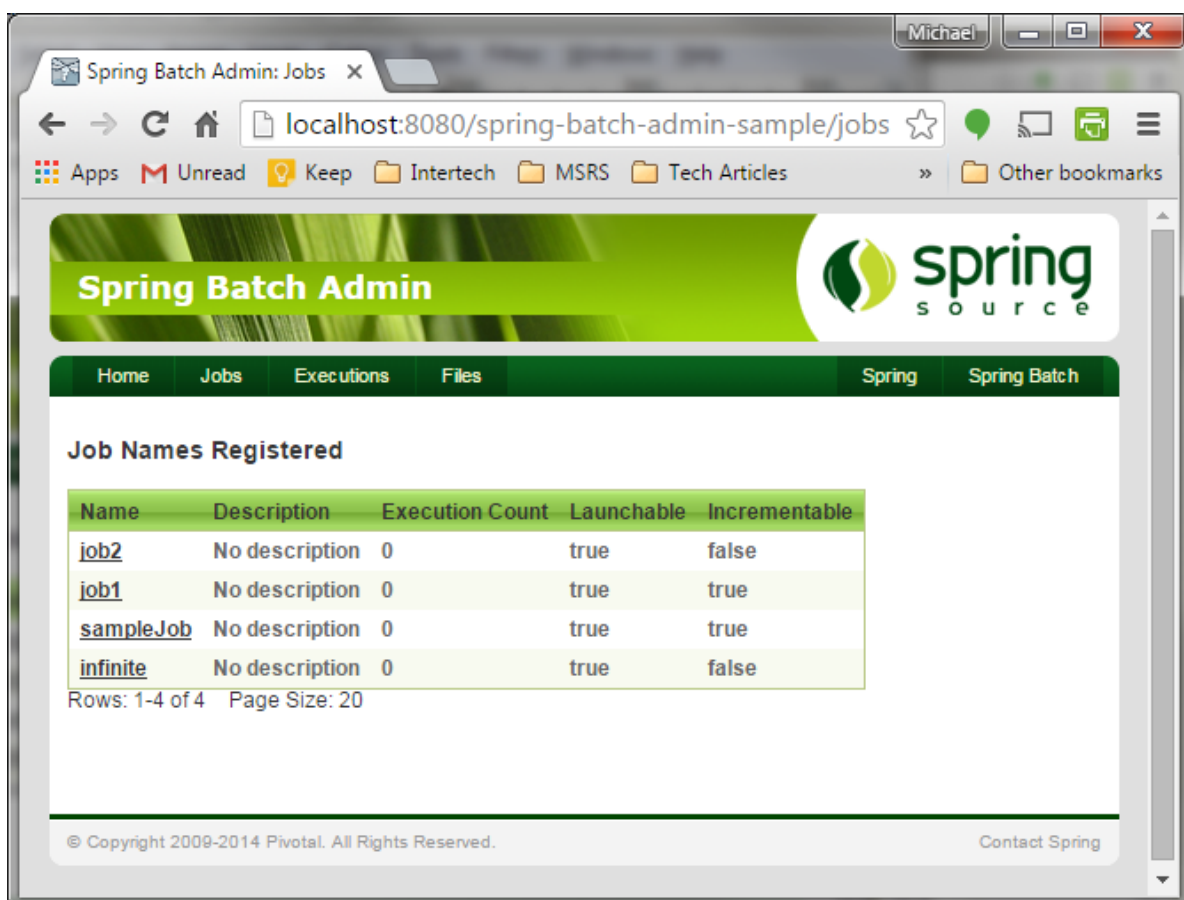 Michael
Spring Batch Admin: Jobs
localhost:8080/spring-batch-admin-sample/jobs
Apps Unread Keep Intertech MSRS Tech Articles » Other bookmarks
Spring Batch Admin
spring
source
Home Jobs Executions Files Spring Spring Batch
Job Names Registered
Name Description Execution Count Launchable Incrementable
job2 No description 0 true false
job1 No description 0 true true
sampleJob No description 0 true true
infinite No description 0 true false
Rows: 1-4 of 4 Page Size: 20
© Copyright 2009-2014 Pivotal. All Rights Reserved. Contact Spring